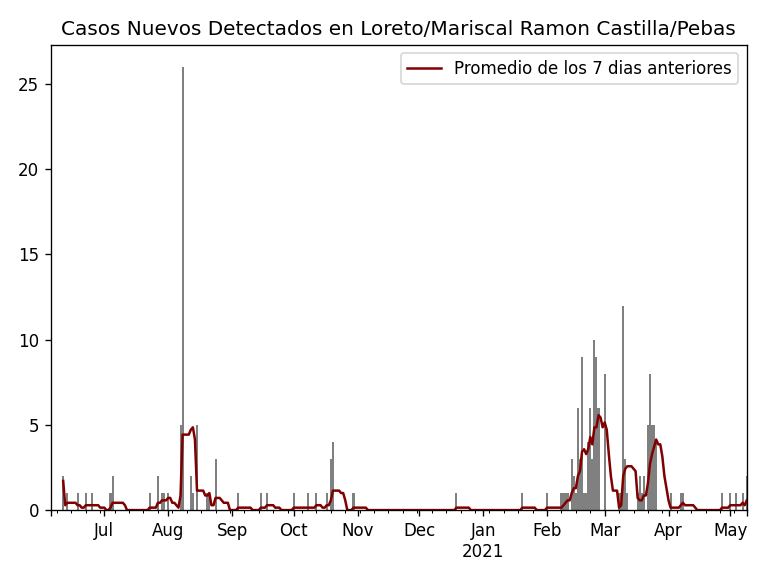 Casos Nuevos Detectados en Loreto/Mariscal Ramon Castilla/Pebas
Promedio de los 7 dias anteriores
25
20
15
10
5
0
Jul Aug Sep Oct Nov Dec Jan Feb Mar Apr May
2021